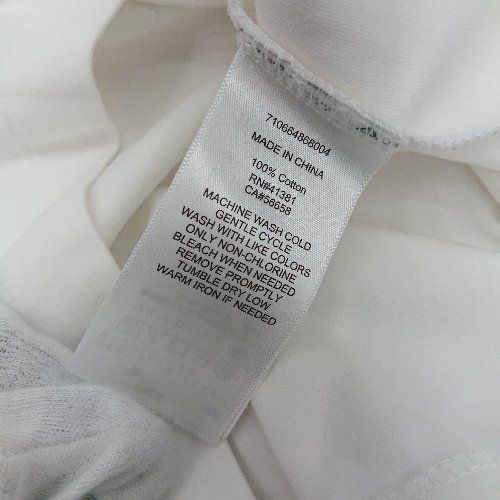 710664868004
MADE IN CHINA
100% Cotton
RN#41381
CA#56658
MACHINE WASH COLD
GENTLE CYCLE
WASH WITH LIKE COLORS
ONLY NON-CHLORINE
BLEACH WHEN NEEDED
REMOVE PROMPTLY
TUMBLE DRY LOW
WARM IRON IF NEEDED